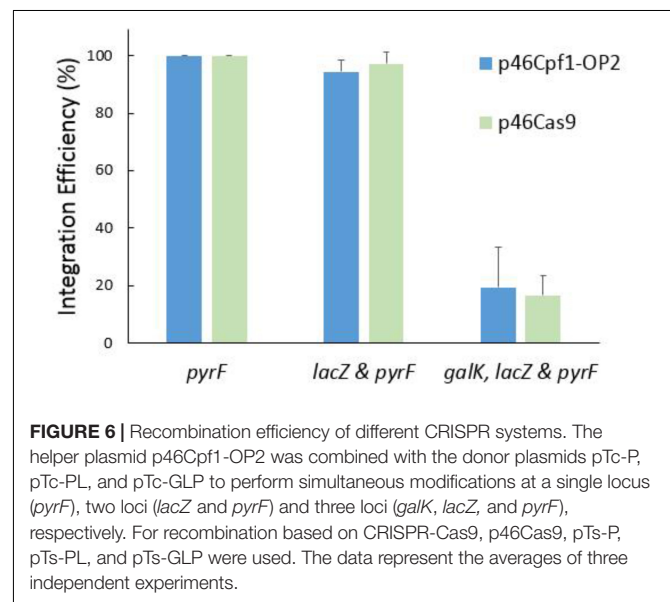 Integration Efficiency (%)
100
80
60
40
20
0
p46Cpf1-OP2
p46Cas9
pyrF
lacZ & pyrF
galK, lacZ & pyrF
FIGURE 6 | Recombination efficiency of different CRISPR systems. The
helper plasmid p46Cpf1-OP2 was combined with the donor plasmids pTc-P,
pTc-PL, and pTc-GLP to perform simultaneous modifications at a single locus
(pyrF), two loci (lacZ and pyrF) and three loci (galK, lacZ, and pyrF),
respectively. For recombination based on CRISPR-Cas9, p46Cas9, pTs-P,
pTs-PL, and pTs-GLP were used. The data represent the averages of three
independent experiments.